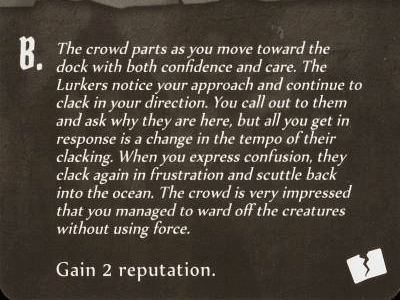 B.
The crowd parts as you move toward the
dock with both confidence and care. The
Lurkers notice your approach and continue to
clack in your direction. You call out to them
and ask why they are here, but all you get in
response is a change in the tempo of their
clacking. When you express confusion, they
clack again in frustration and scuttle back
into the ocean. The crowd is very impressed
that you managed to ward off the creatures
without using force.
Gain 2 reputation.